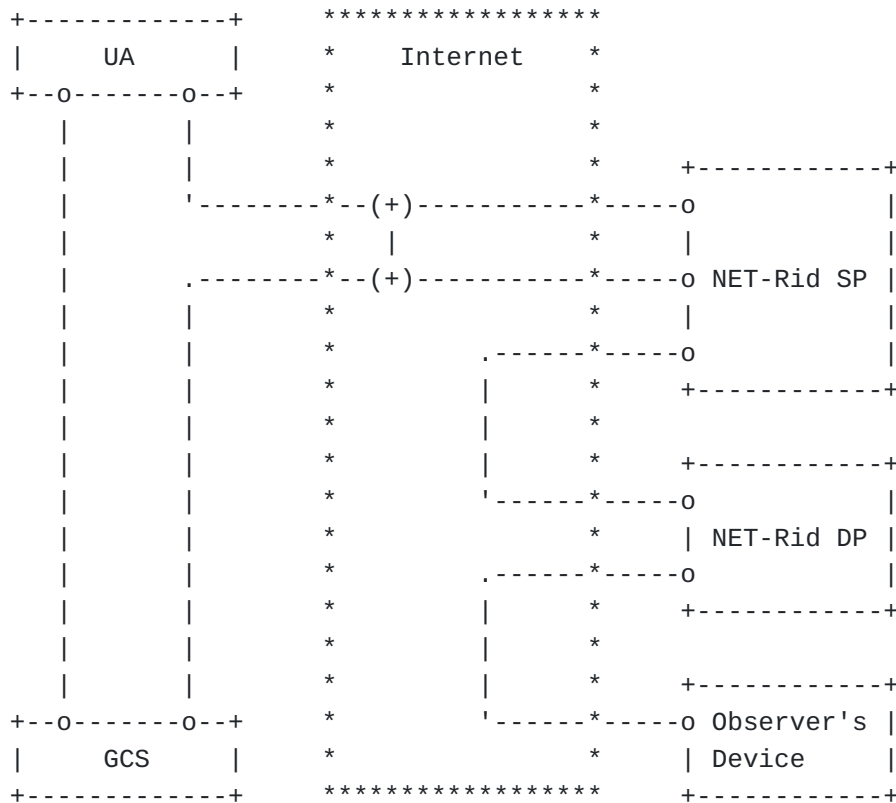 +-------------+     ******************
|     UA      |     *    Internet    *
+--o-------o--+     *                *
   |       |        *                *
   |       |        *                *     +------------+
   |       '--------*--(+)-----------*-----o            |
   |                *   |            *     |            |
   |       .--------*--(+)-----------*-----o NET-Rid SP |
   |       |        *                *     |            |
   |       |        *         .------*-----o            |
   |       |        *         |      *     +------------+
   |       |        *         |      *
   |       |        *         |      *     +------------+
   |       |        *         '------*-----o            |
   |       |        *                *     | NET-Rid DP |
   |       |        *         .------*-----o            |
   |       |        *         |      *     +------------+
   |       |        *         |      *
   |       |        *         |      *     +------------+
+--o-------o--+     *         '------*-----o Observer's |
|     GCS     |     *                *     | Device     |
+-------------+     ******************     +------------+